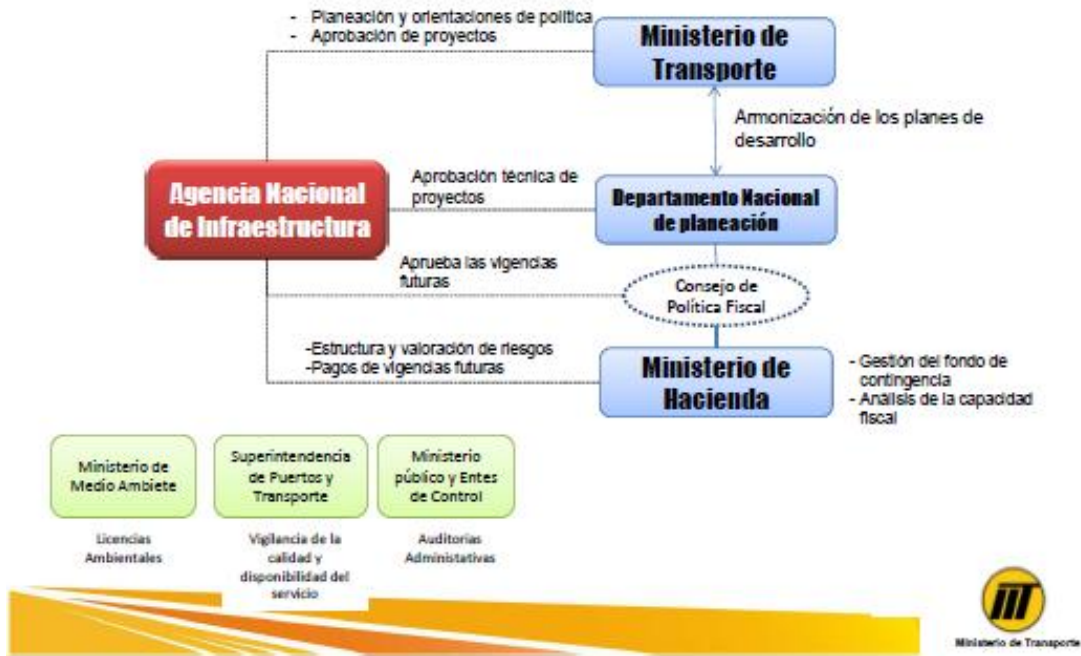 - Planeación y orientaciones de política
- Aprobación de proyectos
Ministerio de
Transporte
Armonización de los planes de
desarrollo
Agencia Nacional
de Infraestructura
Aprobación técnica de
proyectos
Departamento Nacional
de planeación
Aprueba las vigencias
futuras
Consejo de
Política Fiscal
-Estructura y valoración de riesgos
-Pagos de vigencias futuras
Ministerio de
Hacienda
- Gestión del fondo de
contingencia
- Análisis de la capacidad
fiscal
Ministerio de
Medio Ambiete
Superintendencia
de Puertos y
Transporte
Ministerio
público y Entes
de Control
Licencias
Ambientales
Vigilancia de la
calidad y
disponibilidad del
servicio
Auditorias
Administativas
Ministerio de Transporte